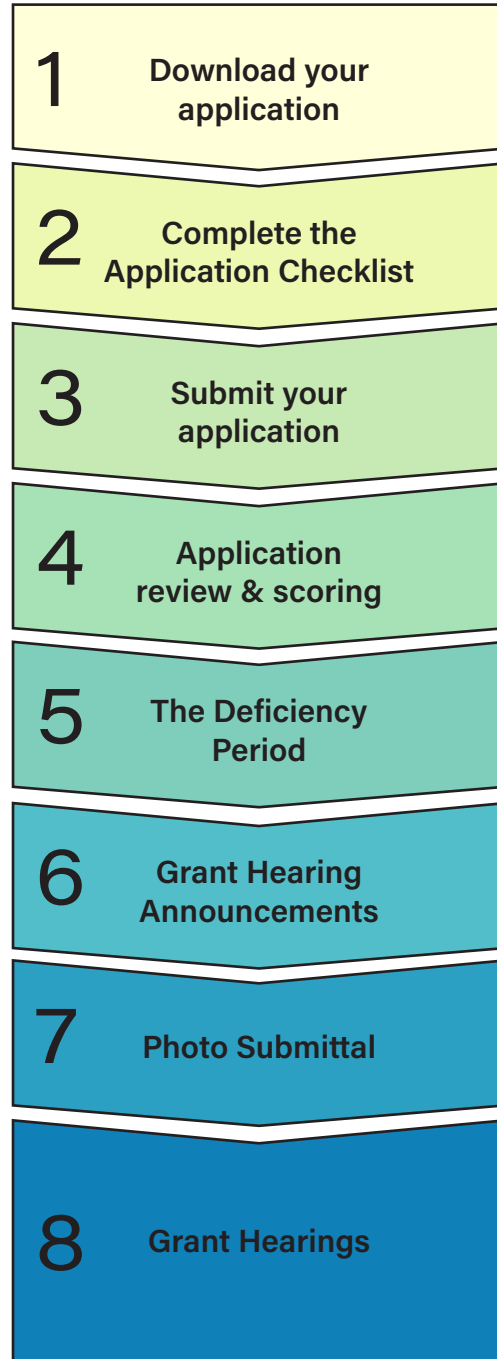 1
Download your
application
2
Complete the
Application Checklist
3
Submit your
application
4
Application
review & scoring
5
The Deficiency
Period
6
Grant Hearing
Announcements
7
Photo Submittal
8
Grant Hearings